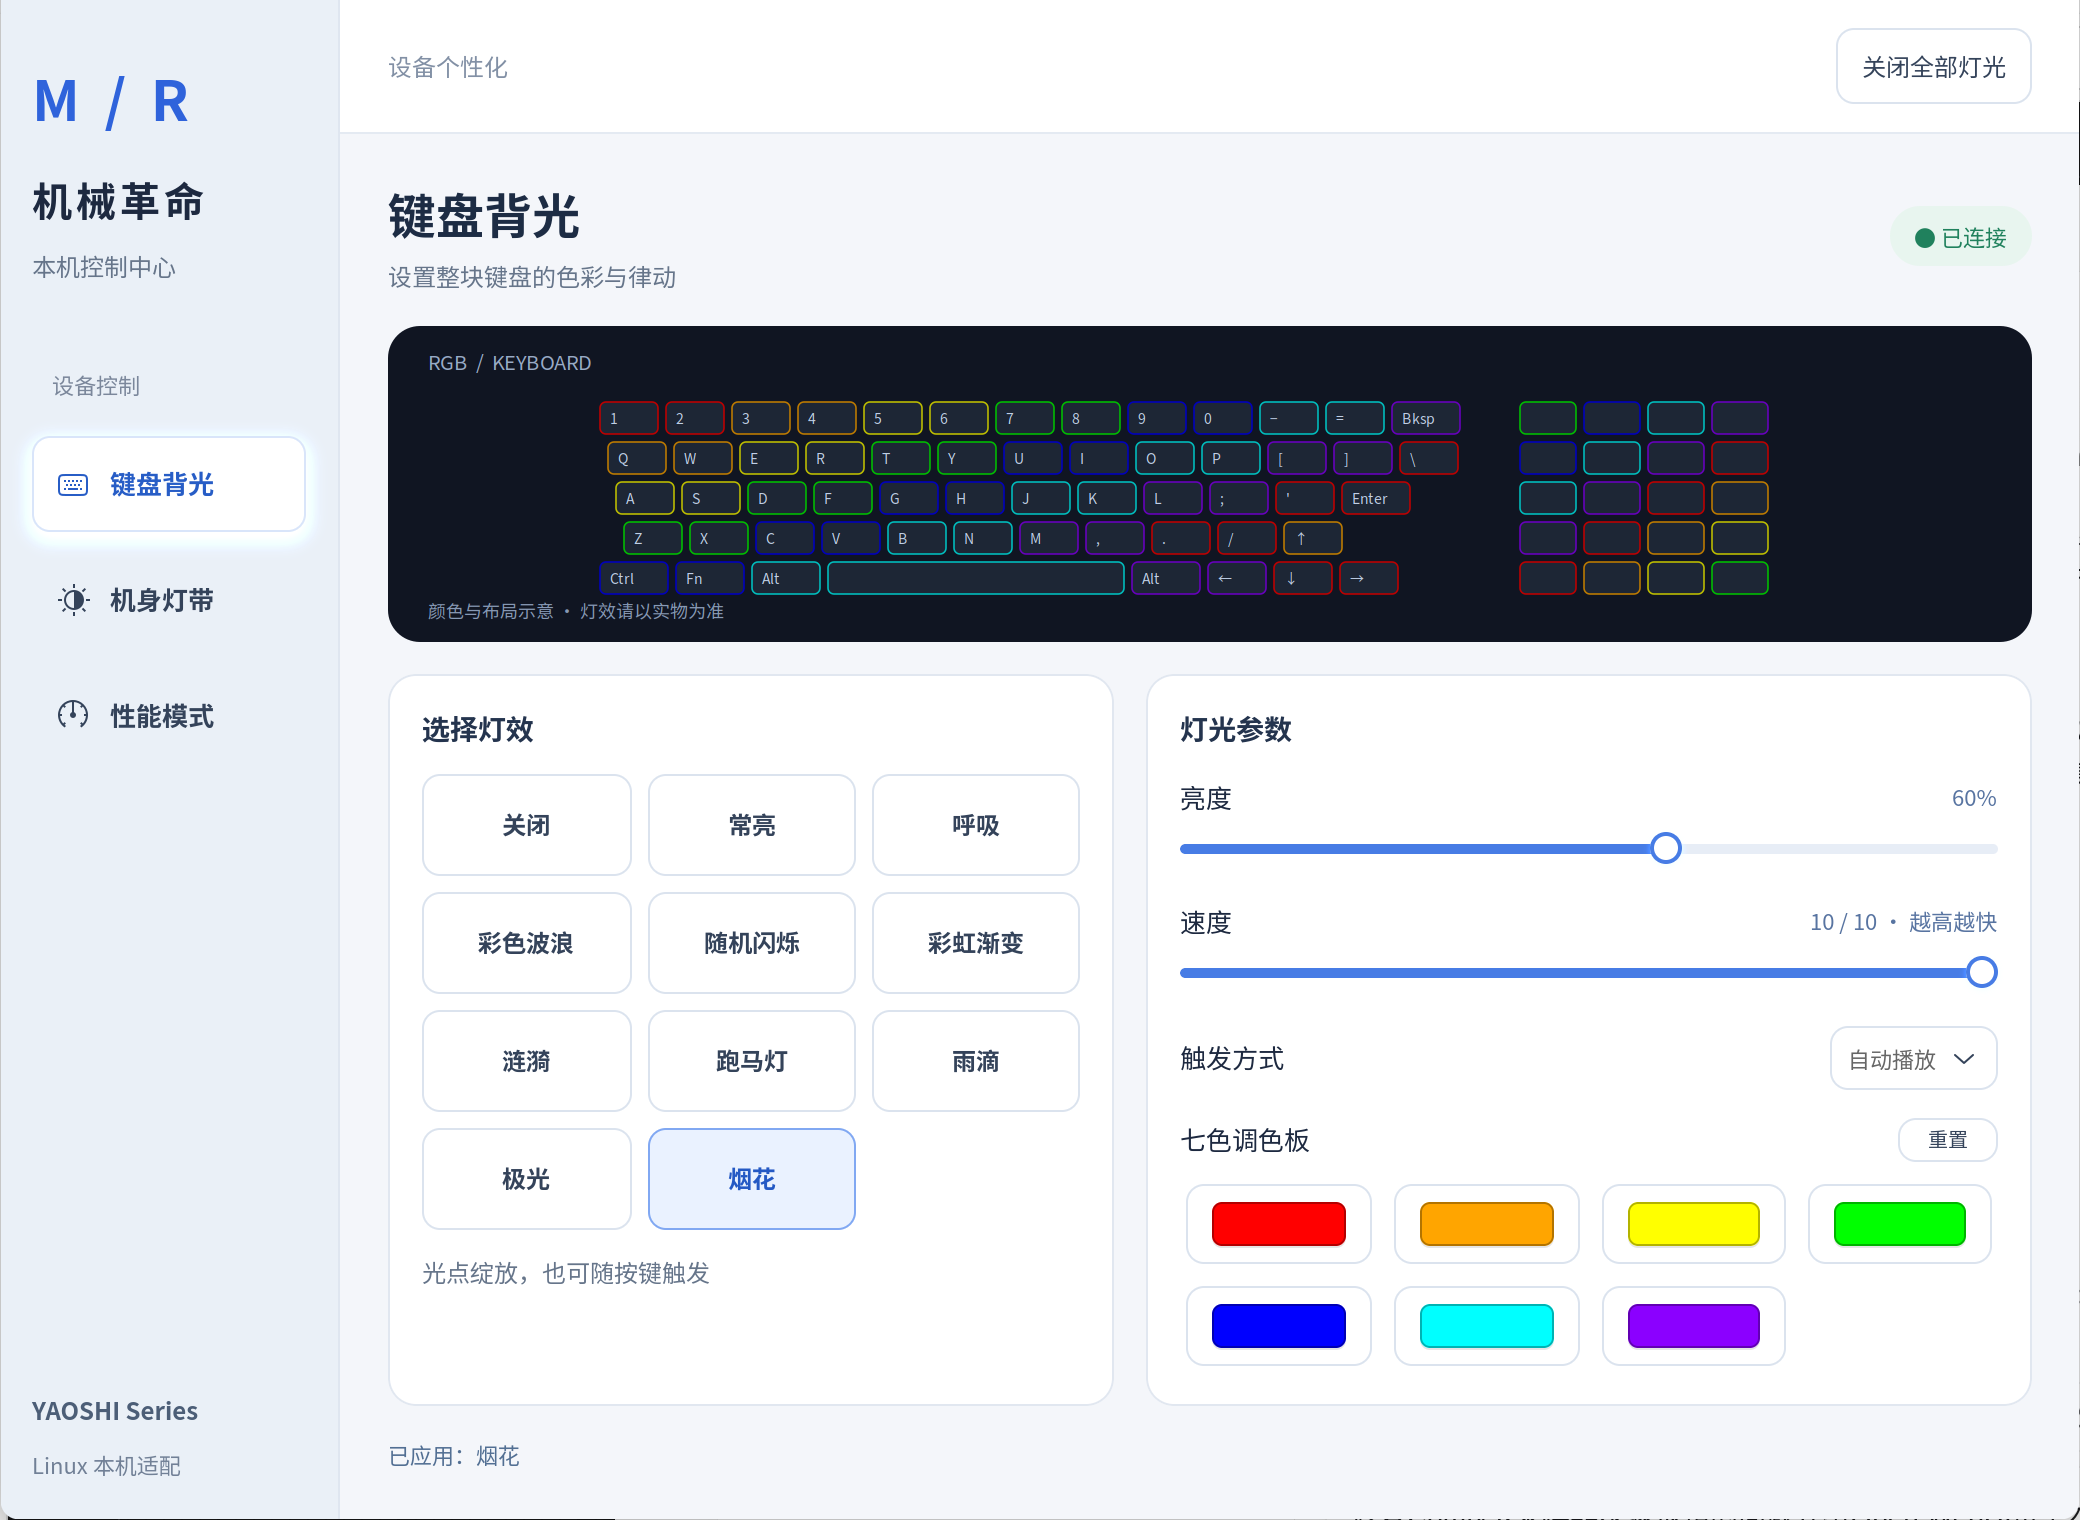 M / R
机械革命
本机控制中心
设备控制
键盘背光
机身灯带
性能模式
YAOSHI Series
Linux 本机适配
设备个性化
关闭全部灯光
键盘背光
设置整块键盘的色彩与律动
已连接
RGB / KEYBOARD
1 2 3 4 5 6 7 8 9 0 − = Bksp
Q W E R T Y U I O P [ ] \
A S D F G H J K L ; ' Enter
Z X C V B N M , . / ↑
Ctrl Fn Alt Alt ← ↓ →
颜色与布局示意 · 灯效请以实物为准
选择灯效
关闭 常亮 呼吸
彩色波浪 随机闪烁 彩虹渐变
涟漪 跑马灯 雨滴
极光 烟花
光点绽放，也可随按键触发
灯光参数
亮度 60%
速度 10 / 10 · 越高越快
触发方式 自动播放
七色调色板 重置
已应用：烟花